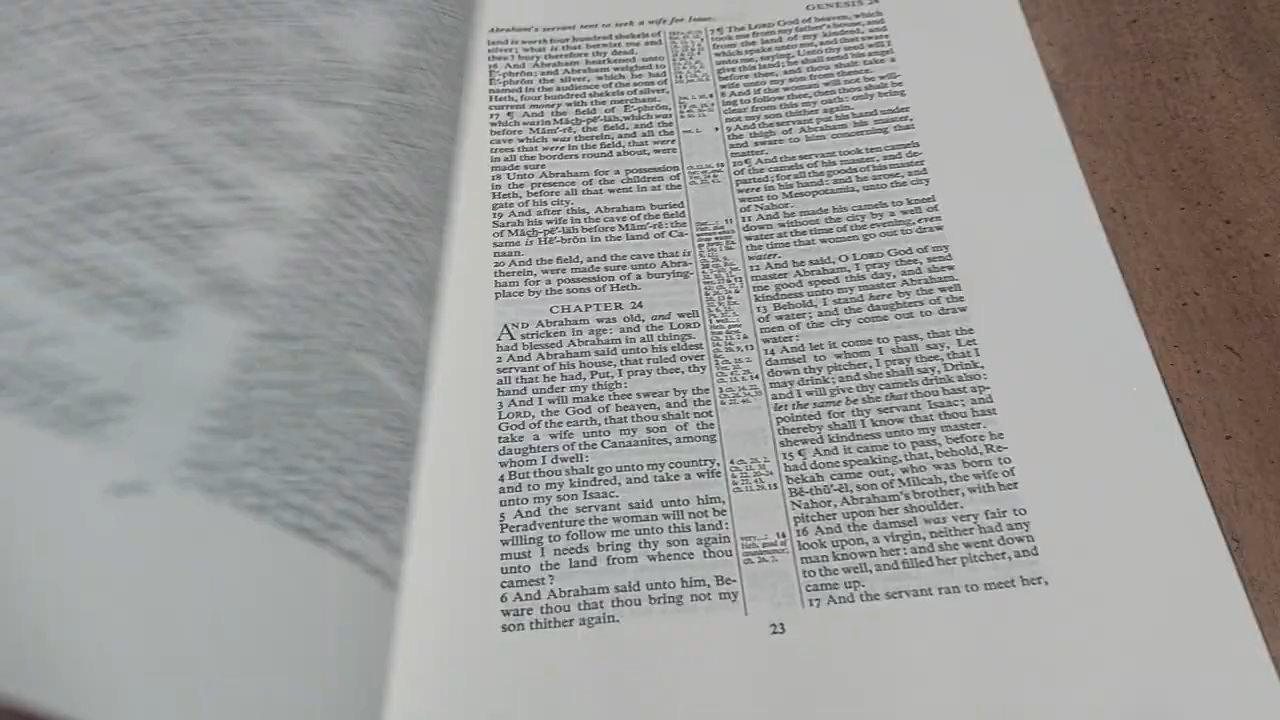 GENESIS 24
Abraham's servant sent to seek a wife for Isaac.
land is worth four hundred shekels of
silver; what is that betwixt me and
thee? bury therefore thy dead.
16 And Abraham hearkened unto
Ē'-phrŏn; and Abraham weighed to
Ē'-phrŏn the silver, which he had
named in the audience of the sons of
Heth, four hundred shekels of silver,
current money with the merchant.
17 ¶ And the field of Ē'-phrŏn,
which was in Măch-pē'-lăh, which was
before Măm'-rē, the field, and the
cave which was therein, and all the
trees that were in the field, that were
in all the borders round about, were
made sure
18 Unto Abraham for a possession
in the presence of the children of
Heth, before all that went in at the
gate of his city.
19 And after this, Abraham buried
Sarah his wife in the cave of the field
of Măch-pē'-lăh before Măm'-rē: the
same is Hē'-brŏn in the land of Ca-
naan.
20 And the field, and the cave that is
therein, were made sure unto Abra-
ham for a possession of a burying-
place by the sons of Heth.
CHAPTER 24
AND Abraham was old, and well
stricken in age: and the LORD
had blessed Abraham in all things.
2 And Abraham said unto his eldest
servant of his house, that ruled over
all that he had, Put, I pray thee, thy
hand under my thigh:
3 And I will make thee swear by the
LORD, the God of heaven, and the
God of the earth, that thou shalt not
take a wife unto my son of the
daughters of the Canaanites, among
whom I dwell:
4 But thou shalt go unto my country,
and to my kindred, and take a wife
unto my son Isaac.
5 And the servant said unto him,
Peradventure the woman will not be
willing to follow me unto this land:
must I needs bring thy son again
unto the land from whence thou
camest?
6 And Abraham said unto him, Be-
ware thou that thou bring not my
son thither again.
7 ¶ The LORD God of heaven, which
took me from my father's house, and
from the land of my kindred, and
which spake unto me, and that sware
unto me, saying, Unto thy seed will I
give this land; he shall send his angel
before thee, and thou shalt take a
wife unto my son from thence.
8 And if the woman will not be wil-
ling to follow thee, then thou shalt be
clear from this my oath: only bring
not my son thither again.
9 And the servant put his hand under
the thigh of Abraham his master,
and sware to him concerning that
matter.
10 ¶ And the servant took ten camels
of the camels of his master, and de-
parted; for all the goods of his master
were in his hand: and he arose, and
went to Mesopotamia, unto the city
of Nahor.
11 And he made his camels to kneel
down without the city by a well of
water at the time of the evening, even
the time that women go out to draw
water.
12 And he said, O LORD God of my
master Abraham, I pray thee, send
me good speed this day, and shew
kindness unto my master Abraham.
13 Behold, I stand here by the well
of water; and the daughters of the
men of the city come out to draw
water:
14 And let it come to pass, that the
damsel to whom I shall say, Let
down thy pitcher, I pray thee, that I
may drink; and she shall say, Drink,
and I will give thy camels drink also:
let the same be she that thou hast ap-
pointed for thy servant Isaac; and
thereby shall I know that thou hast
shewed kindness unto my master.
15 ¶ And it came to pass, before he
had done speaking, that, behold, Re-
bekah came out, who was born to
Bĕ-thū'-ĕl, son of Milcah, the wife of
Nahor, Abraham's brother, with her
pitcher upon her shoulder.
16 And the damsel was very fair to
look upon, a virgin, neither had any
man known her: and she went down
to the well, and filled her pitcher, and
came up.
17 And the servant ran to meet her,
23